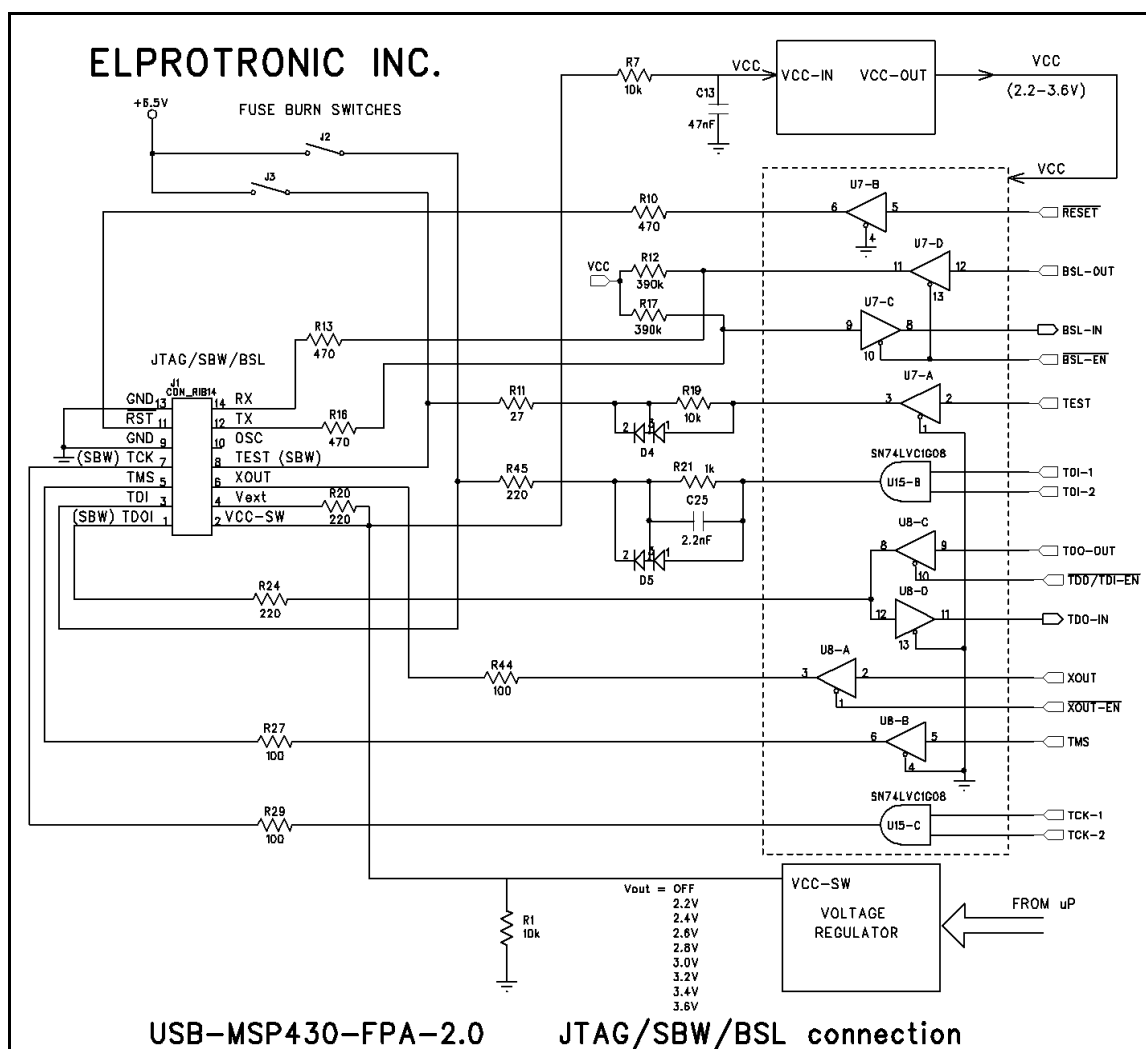 ELPROTRONIC INC.
+6.5V
FUSE BURN SWITCHES
J2
J3
R7
10k
VCC
C13
47nF
VCC-IN VCC-OUT
VCC
(2.2-3.6V)
VCC
U7-B
6 5
4
RESET
R10
470
U7-D
11 12
13
BSL-OUT
VCC
R12
390k
R17
390k
U7-C
9 8
10
BSL-IN
BSL-EN
R13
470
JTAG/SBW/BSL
J1
CON_RIB14
GND 13 14 RX
RST 11 12 TX
GND 9 10 OSC
(SBW) TCK 7 8 TEST (SBW)
TMS 5 6 XOUT
TDI 3 4 Vext
(SBW) TDOI 1 2 VCC-SW
R16
470
R20
220
R11
27
R19
10k
2 3 1
D4
U7-A
3 2
1
TEST
R45
220
R21 1k
C25
2.2nF
2 3 1
D5
SN74LVC1G08
U15-B
TDI-1
TDI-2
U8-C
8 9
10
TDO-OUT
TDO/TDI-EN
U8-D
12 11
13
TDO-IN
R24
220
R44
100
U8-A
3 2
1
XOUT
XOUT-EN
R27
100
U8-B
6 5
4
TMS
R29
100
SN74LVC1G08
U15-C
TCK-1
TCK-2
R1
10k
Vout = OFF
2.2V
2.4V
2.6V
2.8V
3.0V
3.2V
3.4V
3.6V
VCC-SW
VOLTAGE
REGULATOR
FROM uP
USB-MSP430-FPA-2.0 JTAG/SBW/BSL connection